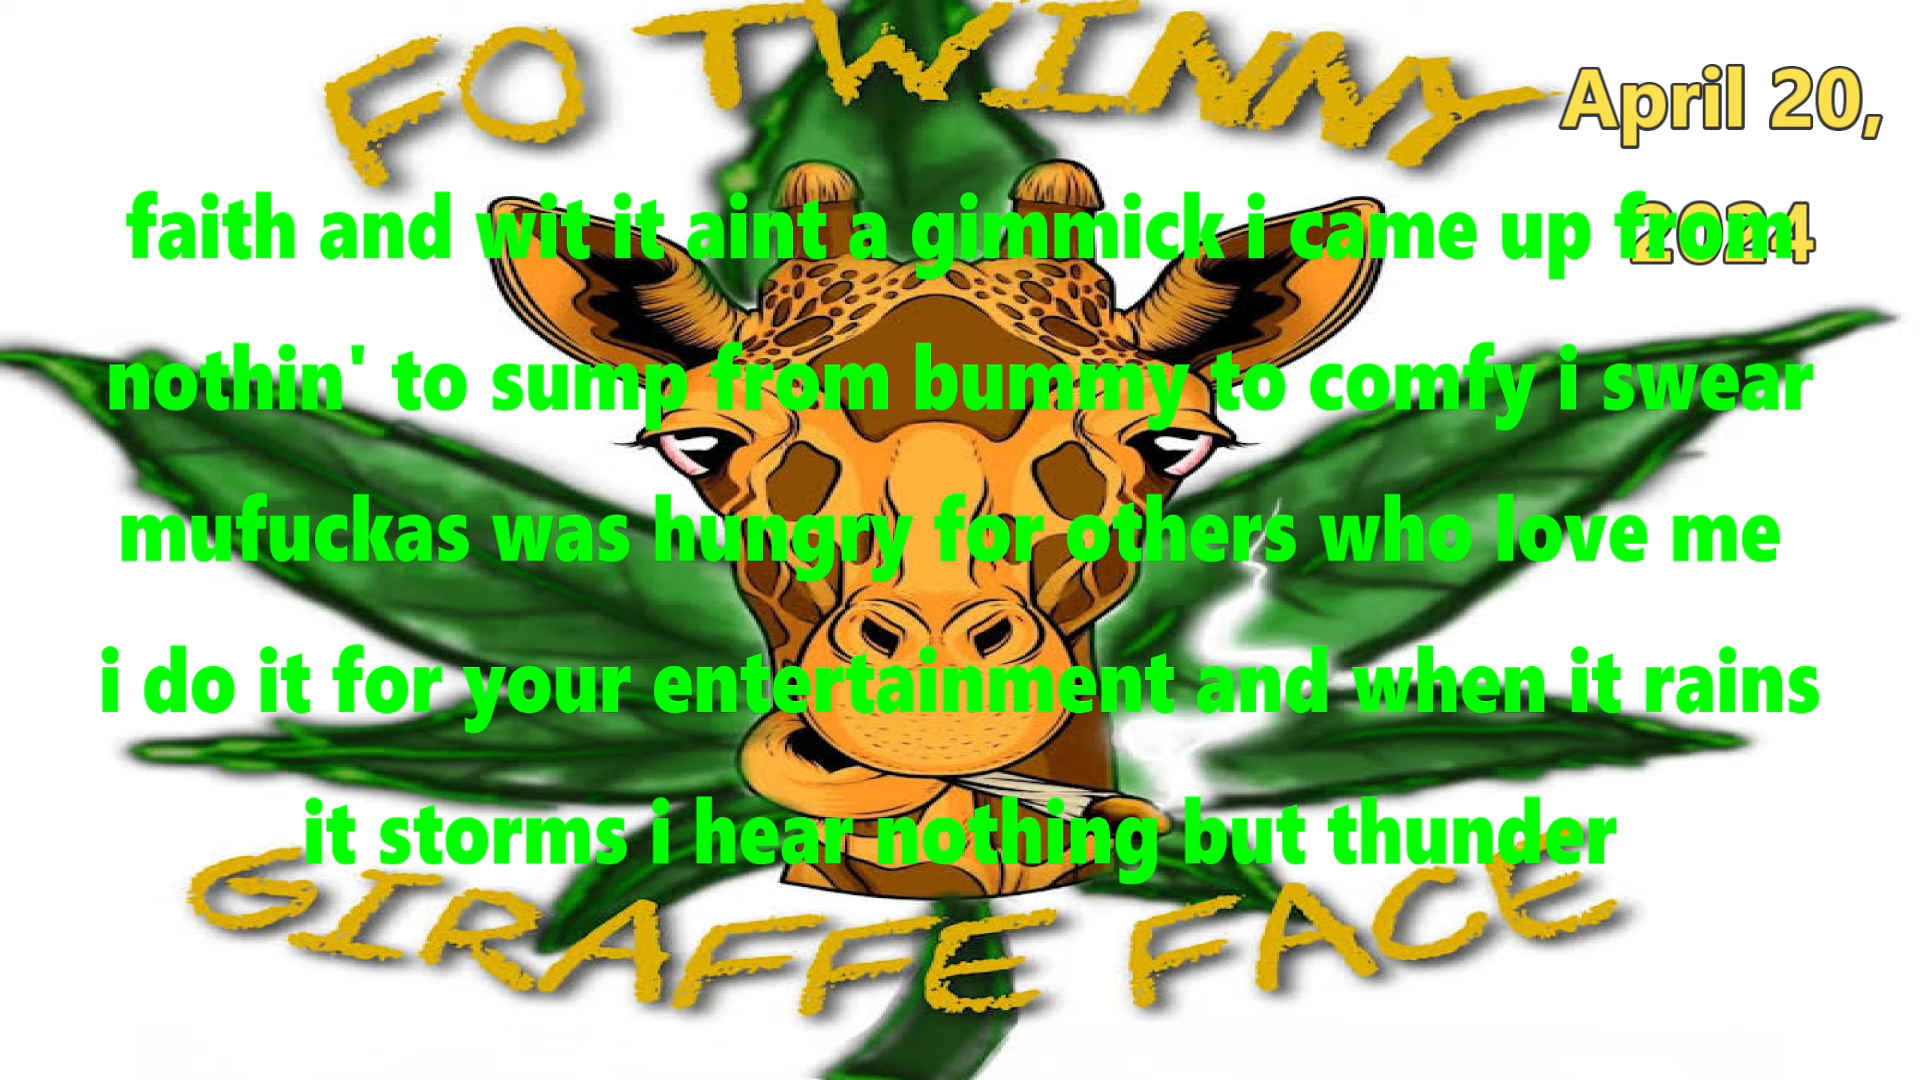 FO TWINNY
April 20,
2024
faith and wit it aint a gimmick i came up from
nothin' to sump from bummy to comfy i swear
mufuckas was hungry for others who love me
i do it for your entertainment and when it rains
it storms i hear nothing but thunder
GIRAFFE FACE